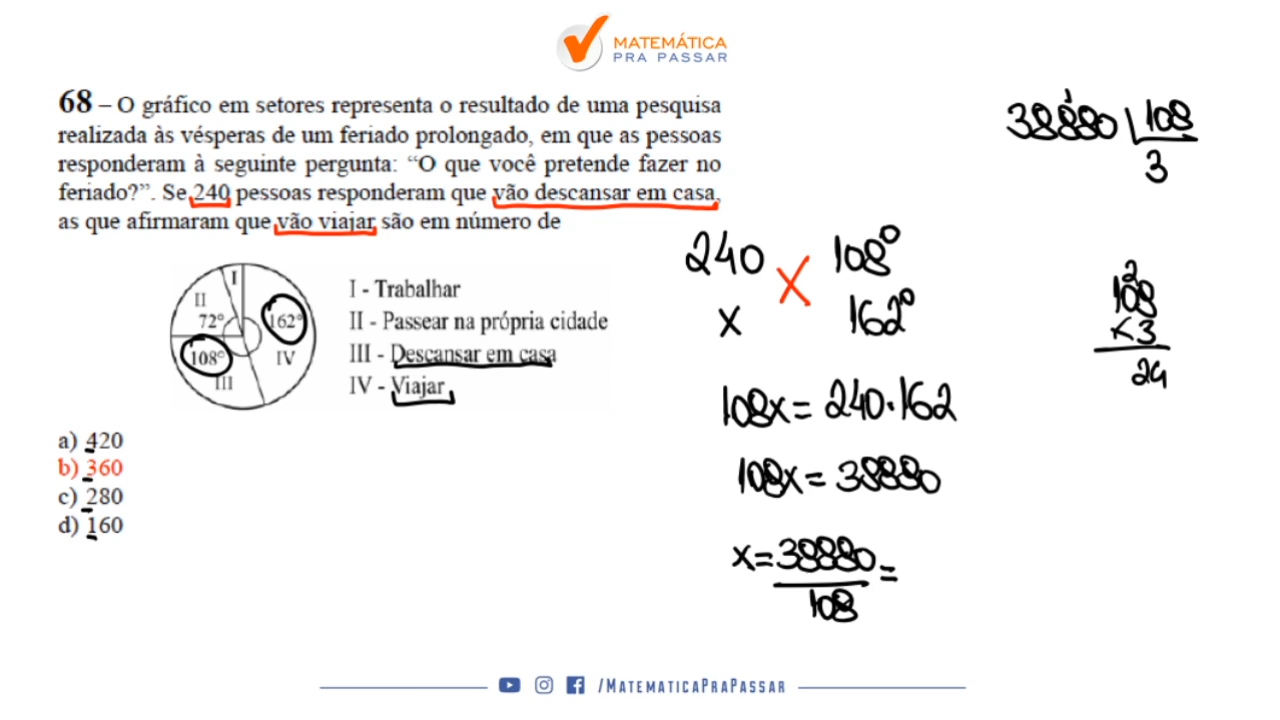 MATEMÁTICA
PRA PASSAR
68 – O gráfico em setores representa o resultado de uma pesquisa
realizada às vésperas de um feriado prolongado, em que as pessoas
responderam à seguinte pergunta: “O que você pretende fazer no
feriado?”. Se 240 pessoas responderam que vão descansar em casa,
as que afirmaram que vão viajar são em número de
I
II
72°
162°
108°
IV
III
I - Trabalhar
II - Passear na própria cidade
III - Descansar em casa
IV - Viajar
a) 420
b) 360
c) 280
d) 160
240 108°
x 162°
108x = 240.162
108x = 38880
x = 38880 =
108
1
38880 108
3
2
108
x3
24
/MATEMATICAPRAPASSAR